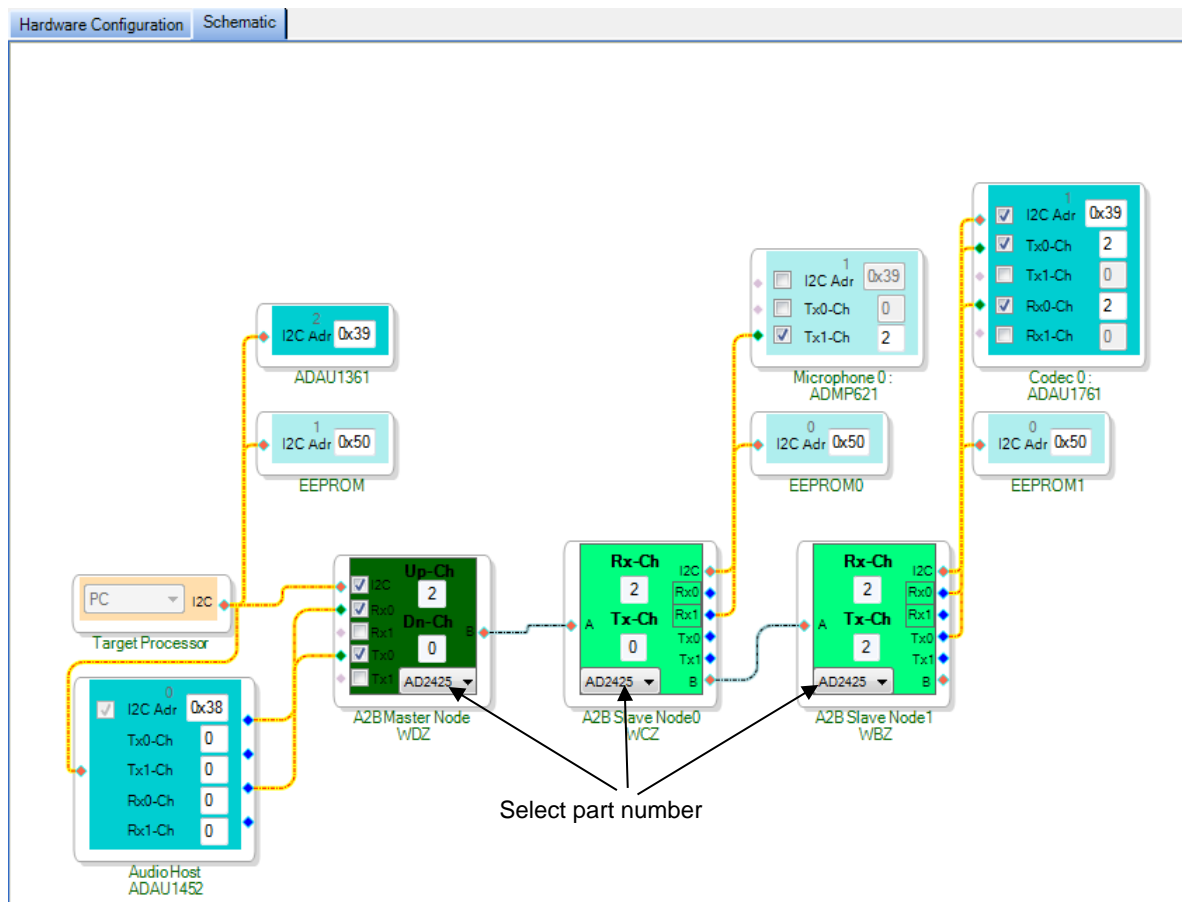 Hardware Configuration
Schematic
1
I2C Adr 0x39
Tx0-Ch 2
Tx1-Ch 0
Rx0-Ch 2
Rx1-Ch 0
Codec 0 :
ADAU1761
1
I2C Adr 0x39
Tx0-Ch 0
Tx1-Ch 2
Microphone 0 :
ADMP621
2
I2C Adr 0x39
ADAU1361
1
I2C Adr 0x50
EEPROM
0
I2C Adr 0x50
EEPROM0
0
I2C Adr 0x50
EEPROM1
PC
I2C
Target Processor
I2C
Rx0
Rx1
Tx0
Tx1
Up-Ch
2
Dn-Ch
0
B
AD2425
A2B Master Node
WDZ
Rx-Ch
2
Tx-Ch
0
A
I2C
Rx0
Rx1
Tx0
Tx1
B
AD2425
A2B Slave Node0
WCZ
Rx-Ch
2
Tx-Ch
2
A
I2C
Rx0
Rx1
Tx0
Tx1
B
AD2425
A2B Slave Node1
WBZ
0
I2C Adr 0x38
Tx0-Ch 0
Tx1-Ch 0
Rx0-Ch 0
Rx1-Ch 0
Audio Host
ADAU1452
Select part number